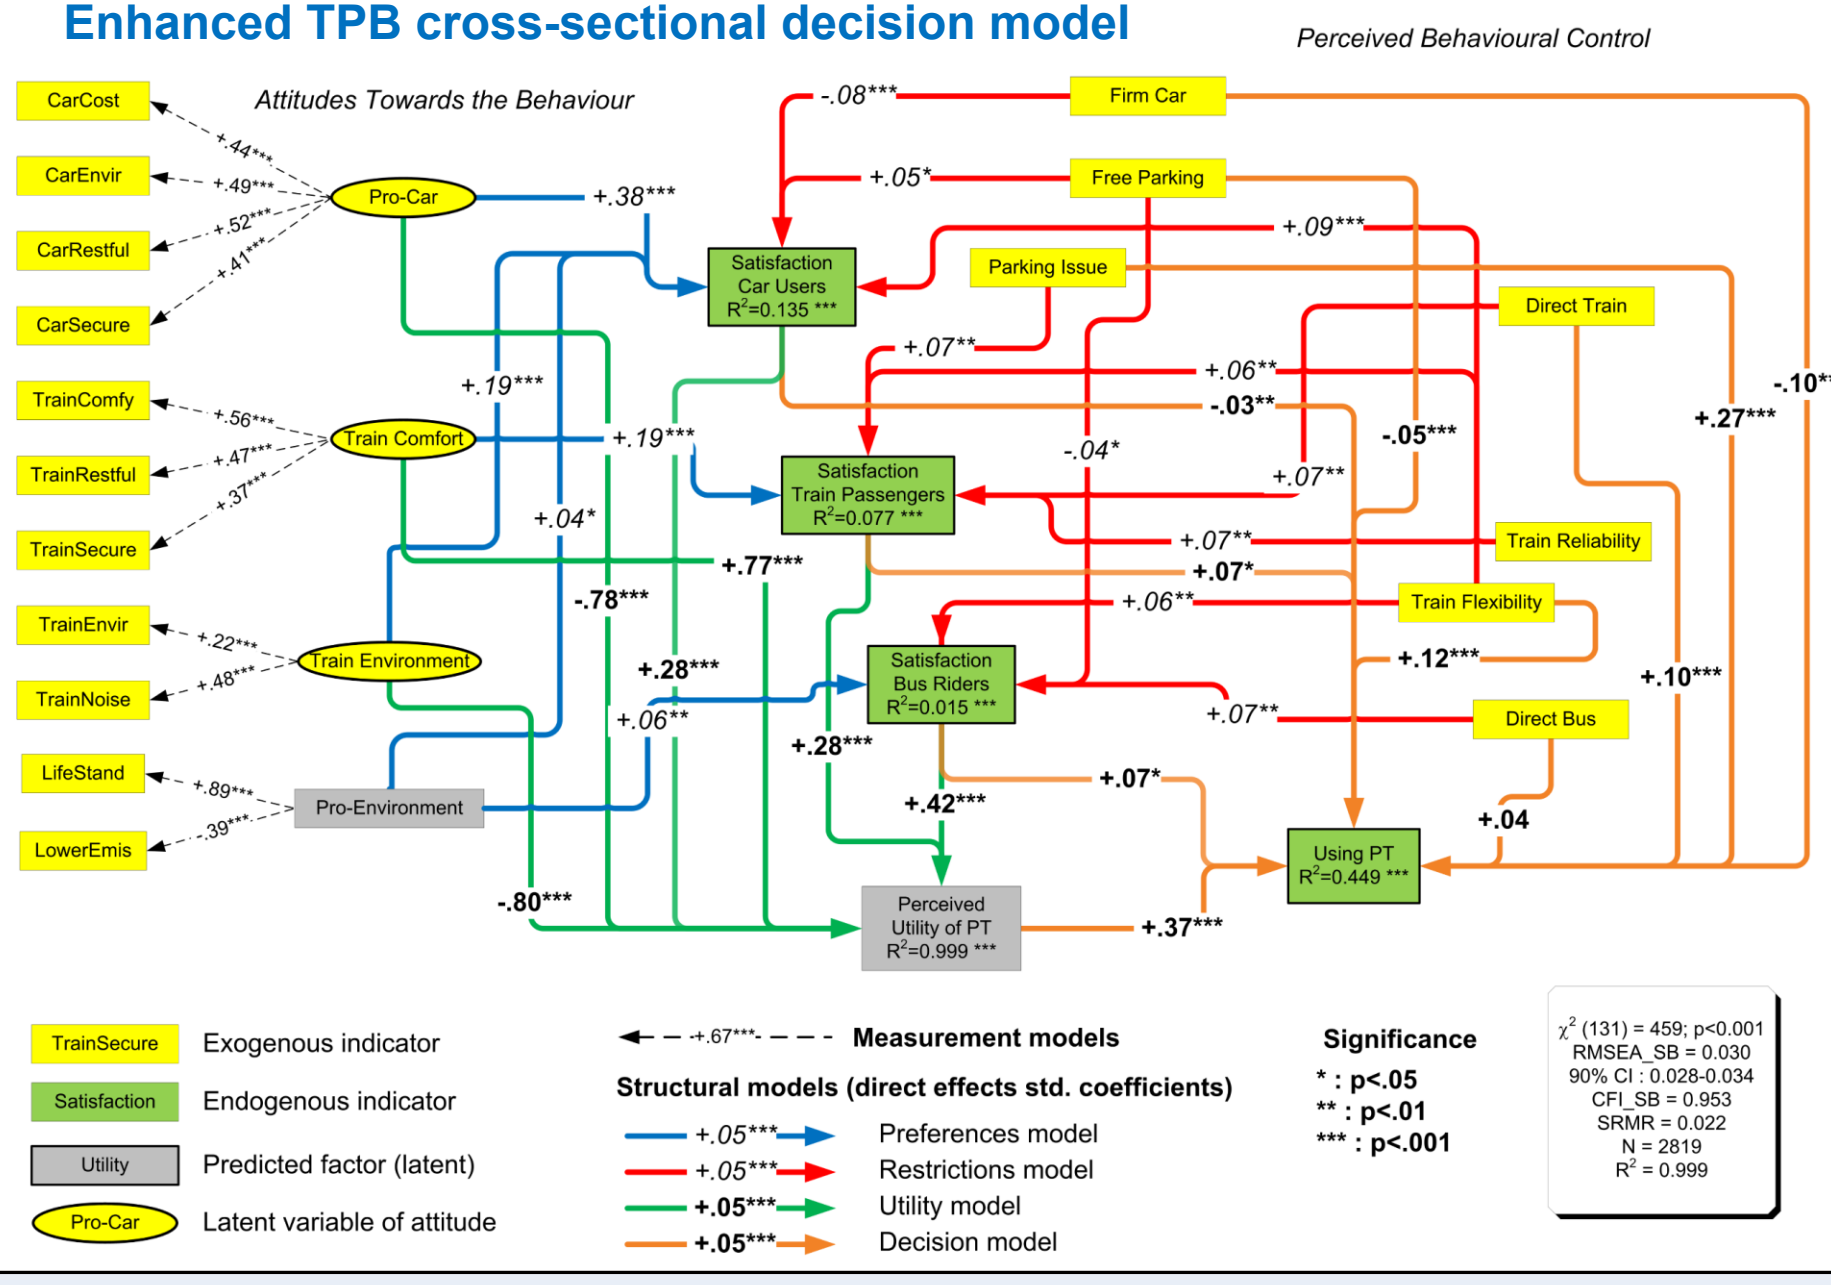 Enhanced TPB cross-sectional decision model
Perceived Behavioural Control
Attitudes Towards the Behaviour
CarCost
CarEnvir
CarRestful
CarSecure
TrainComfy
TrainRestful
TrainSecure
TrainEnvir
TrainNoise
LifeStand
LowerEmis
+.44***
+.49***
+.52***
+.41***
+.56***
+.47***
+.37***
+.22***
+.48***
+.89***
-.39***
Pro-Car
Train Comfort
Train Environment
Pro-Environment
+.38***
+.19***
+.19***
+.04*
+.77***
-.78***
+.28***
+.06**
-.80***
+.28***
+.42***
Satisfaction
Car Users
R²=0.135 ***
Satisfaction
Train Passengers
R²=0.077 ***
Satisfaction
Bus Riders
R²=0.015 ***
Perceived
Utility of PT
R²=0.999 ***
Using PT
R²=0.449 ***
Firm Car
Free Parking
Parking Issue
Direct Train
Train Reliability
Train Flexibility
Direct Bus
-.08***
+.05*
+.09***
+.07**
+.06**
-.03**
-.04*
-.05***
+.07**
+.07**
+.07*
+.06**
+.12***
+.07**
+.07*
+.37***
+.04
+.10***
+.27***
-.10**
TrainSecure
Exogenous indicator
Satisfaction
Endogenous indicator
Utility
Predicted factor (latent)
Pro-Car
Latent variable of attitude
+.67***
Measurement models
Structural models (direct effects std. coefficients)
+.05***
Preferences model
+.05***
Restrictions model
+.05***
Utility model
+.05***
Decision model
Significance
* : p<.05
** : p<.01
*** : p<.001
χ² (131) = 459; p<0.001
RMSEA_SB = 0.030
90% CI : 0.028-0.034
CFI_SB = 0.953
SRMR = 0.022
N = 2819
R² = 0.999